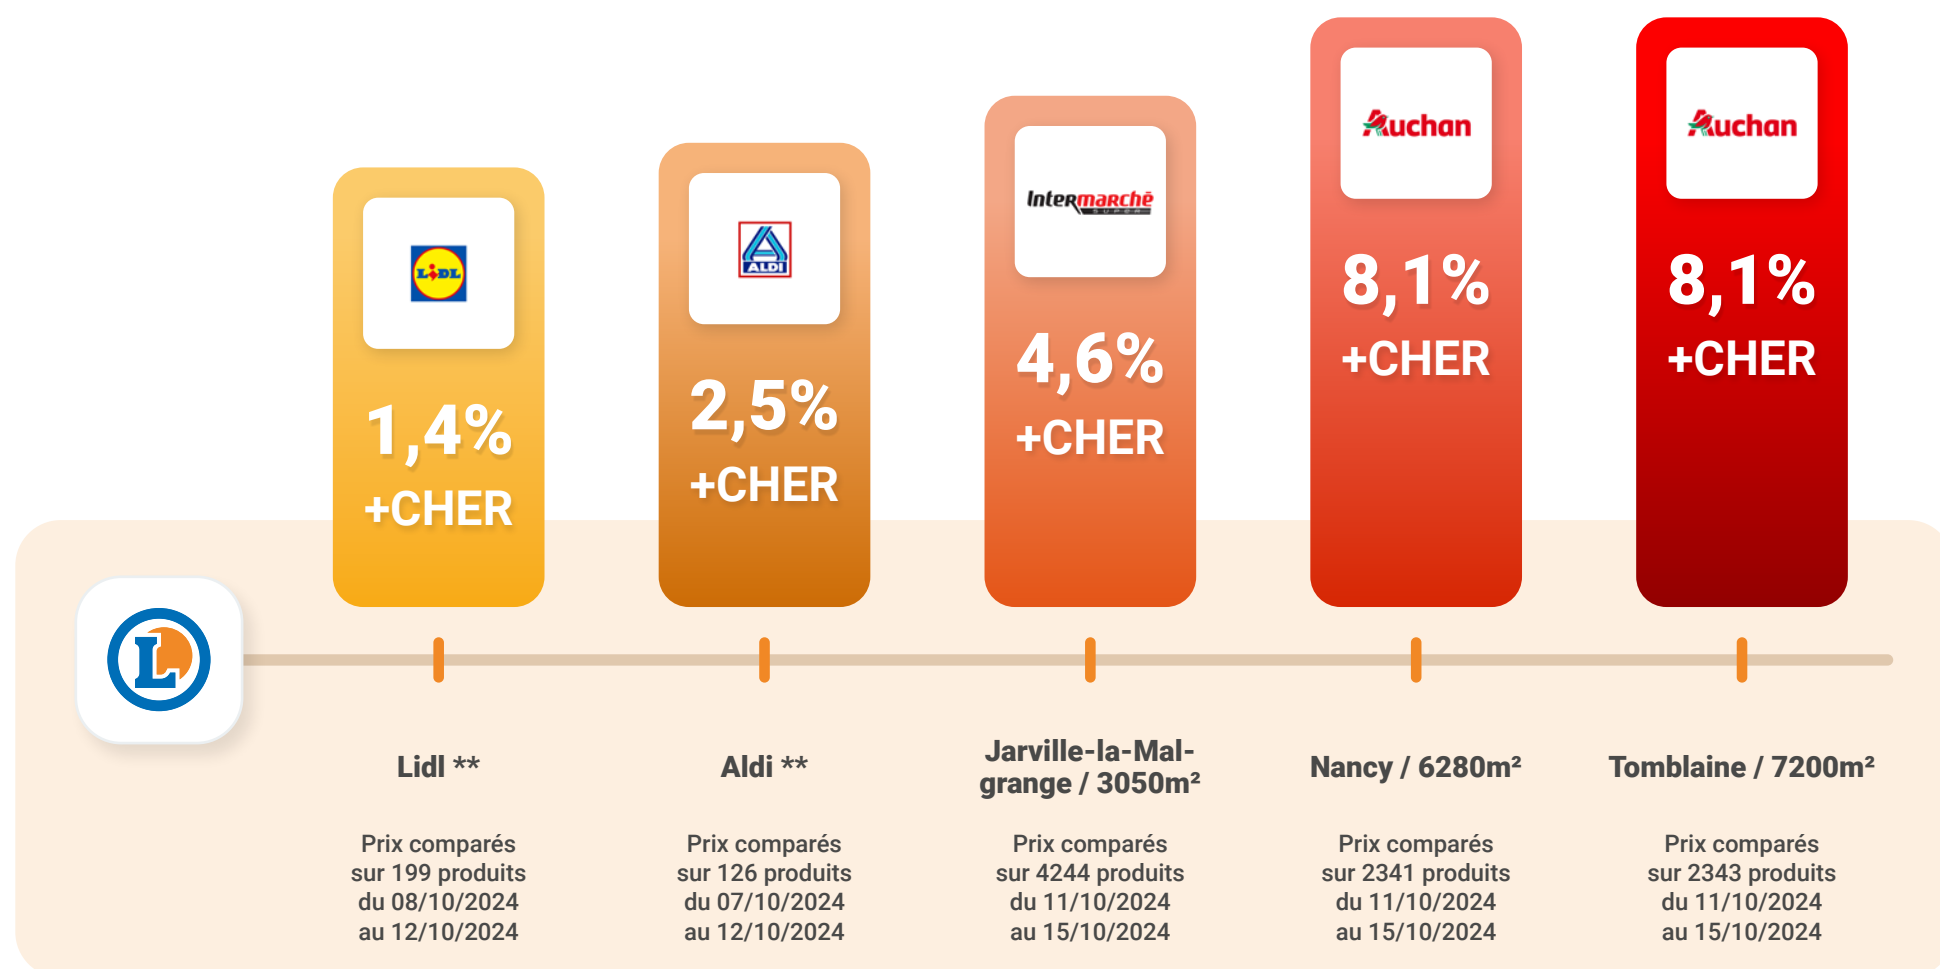 LiDL
1,4%
+CHER
ALDI
2,5%
+CHER
Intermarchē
SUPER
4,6%
+CHER
Auchan
8,1%
+CHER
Auchan
8,1%
+CHER
L
Lidl **
Prix comparés
sur 199 produits
du 08/10/2024
au 12/10/2024
Aldi **
Prix comparés
sur 126 produits
du 07/10/2024
au 12/10/2024
Jarville-la-Mal-
grange / 3050m²
Prix comparés
sur 4244 produits
du 11/10/2024
au 15/10/2024
Nancy / 6280m²
Prix comparés
sur 2341 produits
du 11/10/2024
au 15/10/2024
Tomblaine / 7200m²
Prix comparés
sur 2343 produits
du 11/10/2024
au 15/10/2024